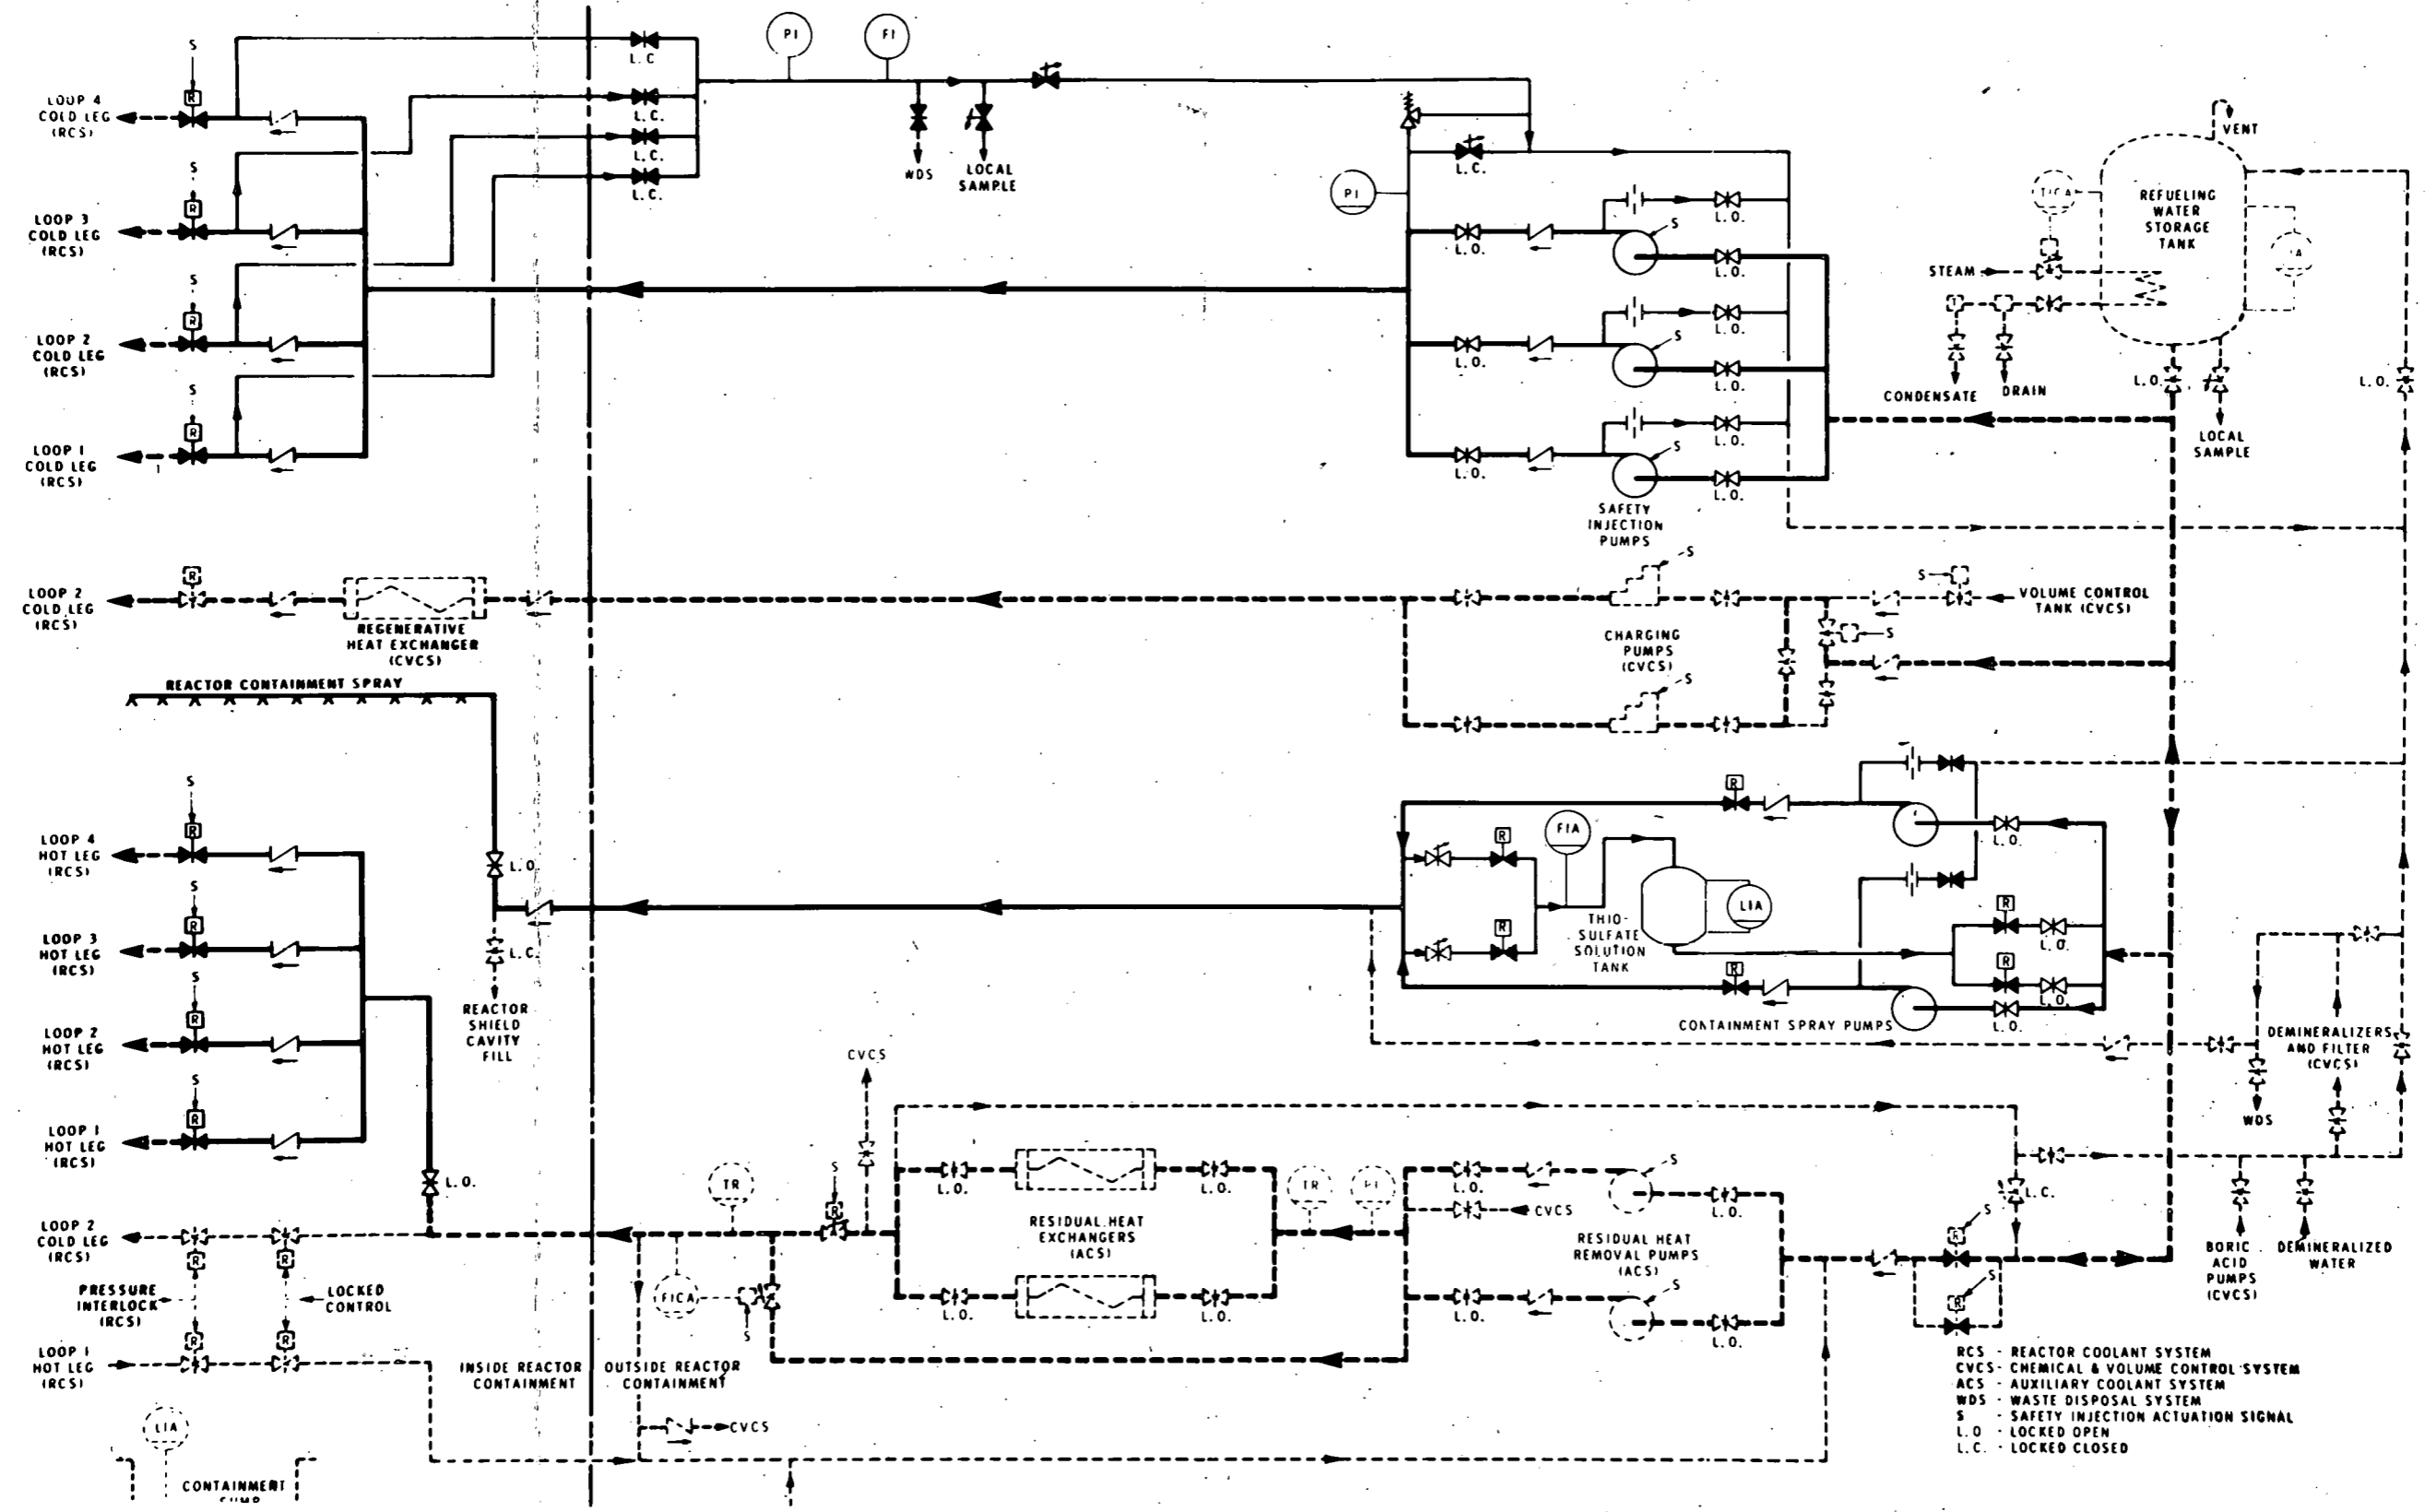 S
R
LOOP 4
COLD LEG
(RCS)
S
R
LOOP 3
COLD LEG
(RCS)
S
R
LOOP 2
COLD LEG
(RCS)
S
R
LOOP 1
COLD LEG
(RCS)
L.C
L.C.
L.C.
L.C.
PI
FI
WDS
LOCAL
SAMPLE
PI
L.C.
L.O.
S
L.O.
L.O.
L.O.
S
L.O.
L.O.
L.O.
S
L.O.
L.O.
SAFETY
INJECTION
PUMPS
VENT
REFUELING
WATER
STORAGE
TANK
STEAM
T
CONDENSATE
DRAIN
L.O.
L.O.
LOCAL
SAMPLE
R
LOOP 2
COLD LEG
(RCS)
REGENERATIVE
HEAT EXCHANGER
(CVCS)
S
CHARGING
PUMPS
(CVCS)
S
S
VOLUME CONTROL
TANK (CVCS)
S
REACTOR CONTAINMENT SPRAY
L.O.
L.C.
REACTOR
SHIELD
CAVITY
FILL
S
R
LOOP 4
HOT LEG
(RCS)
S
R
LOOP 3
HOT LEG
(RCS)
S
R
LOOP 2
HOT LEG
(RCS)
S
R
LOOP 1
HOT LEG
(RCS)
L.O.
R
R
R
FIA
LIA
THIO-
SULFATE
SOLUTION
TANK
R
L.O.
R
L.O.
R
L.O.
L.O.
CONTAINMENT SPRAY PUMPS
DEMINERALIZERS
AND FILTER
(CVCS)
WDS
CVCS
LOOP 2
COLD LEG
(RCS)
R
R
PRESSURE
INTERLOCK
(RCS)
LOCKED
CONTROL
R
R
LOOP 1
HOT LEG
(RCS)
INSIDE REACTOR
CONTAINMENT
OUTSIDE REACTOR
CONTAINMENT
TR
S
R
FICA
S
L.O.
L.O.
RESIDUAL HEAT
EXCHANGERS
(ACS)
L.O.
L.O.
TR
PI
L.O.
CVCS
S
L.O.
RESIDUAL HEAT
REMOVAL PUMPS
(ACS)
L.O.
S
L.O.
L.C.
S
R
S
R
BORIC
ACID
PUMPS
(CVCS)
DEMINERALIZED
WATER
CVCS
LIA
CONTAINMENT
RCS - REACTOR COOLANT SYSTEM
CVCS- CHEMICAL & VOLUME CONTROL SYSTEM
ACS - AUXILIARY COOLANT SYSTEM
WDS - WASTE DISPOSAL SYSTEM
S - SAFETY INJECTION ACTUATION SIGNAL
L.O - LOCKED OPEN
L.C. - LOCKED CLOSED